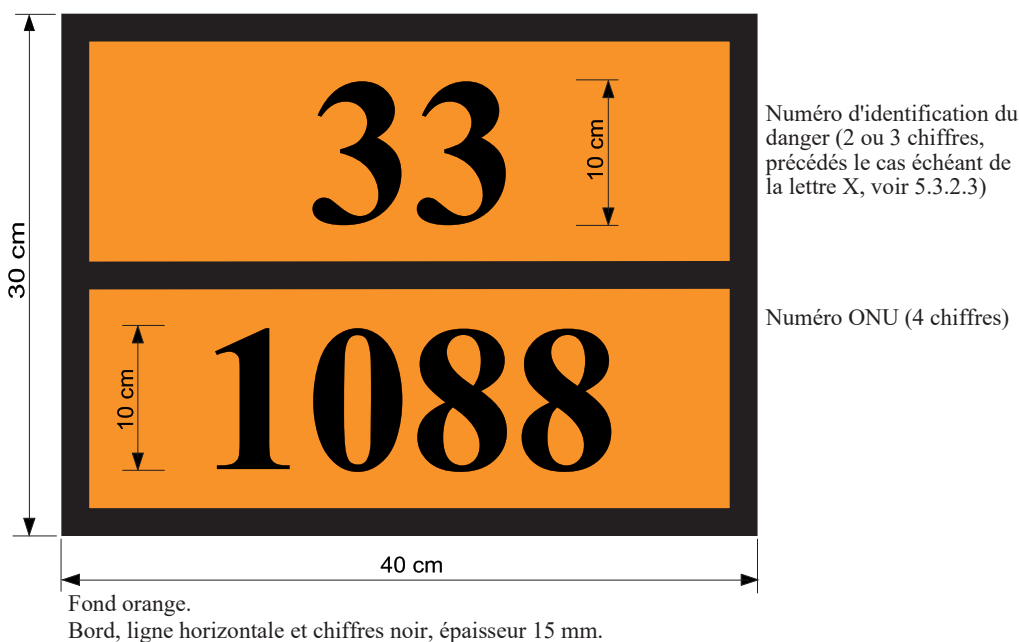 33
10 cm
Numéro d'identification du
danger (2 ou 3 chiffres,
précédés le cas échéant de
la lettre X, voir 5.3.2.3)
30 cm
1088
10 cm
Numéro ONU (4 chiffres)
40 cm
Fond orange.
Bord, ligne horizontale et chiffres noir, épaisseur 15 mm.